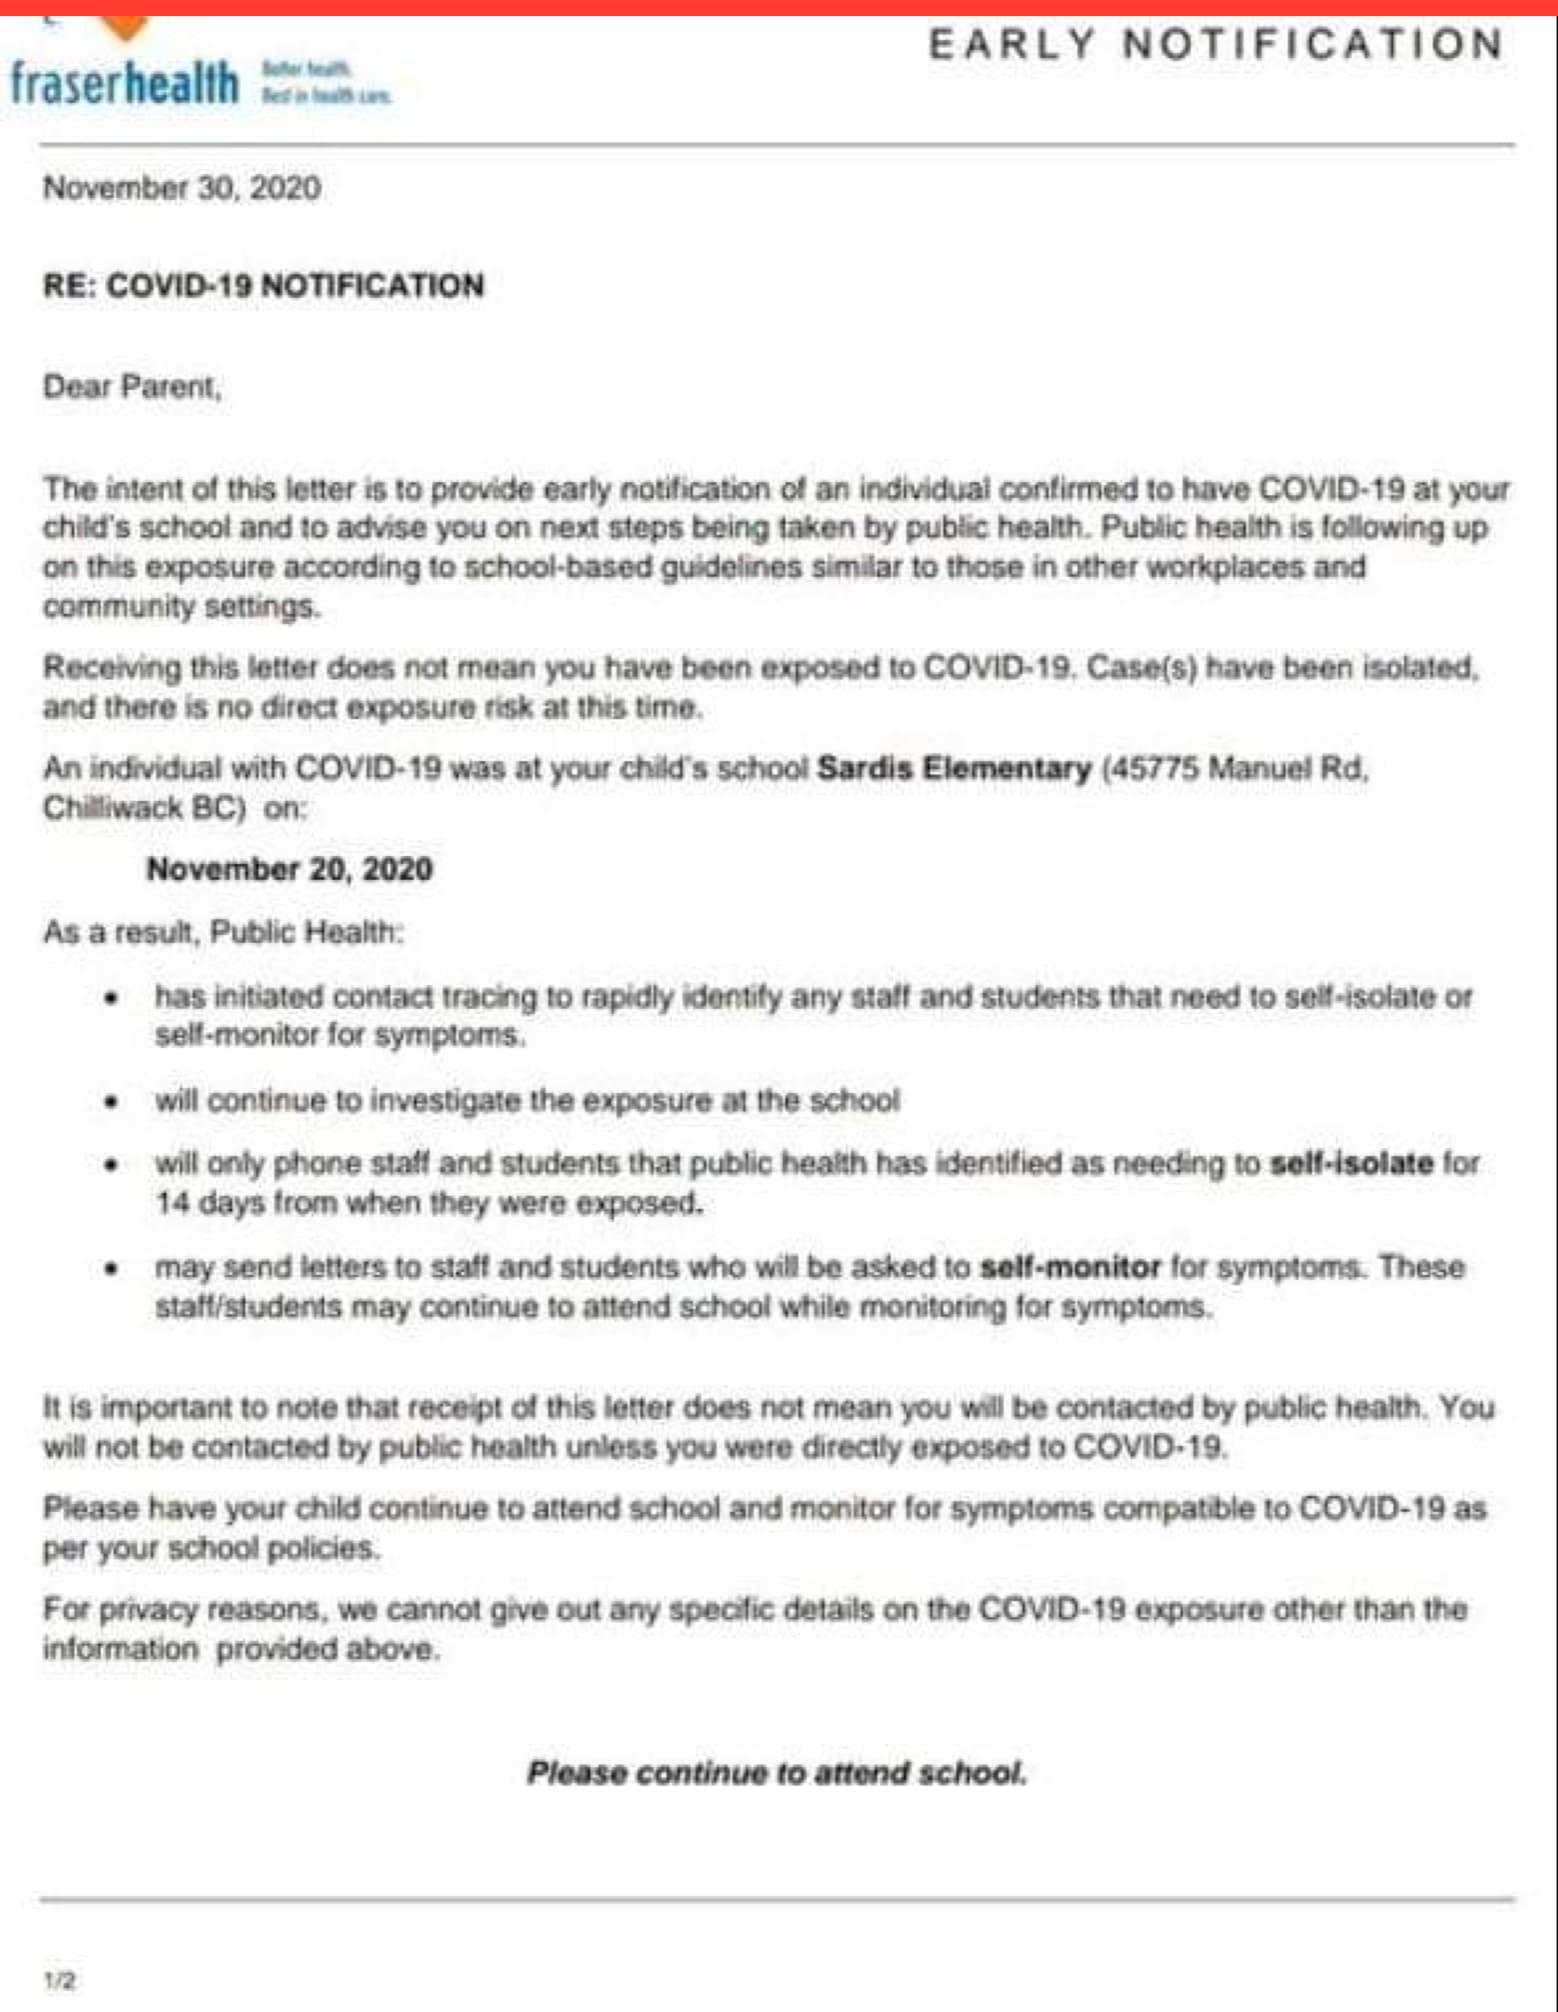 EARLY NOTIFICATION
fraserhealth
Better health.
Best in health care.
November 30, 2020
RE: COVID-19 NOTIFICATION
Dear Parent,
The intent of this letter is to provide early notification of an individual confirmed to have COVID-19 at your
child's school and to advise you on next steps being taken by public health. Public health is following up
on this exposure according to school-based guidelines similar to those in other workplaces and
community settings.
Receiving this letter does not mean you have been exposed to COVID-19. Case(s) have been isolated,
and there is no direct exposure risk at this time.
An individual with COVID-19 was at your child's school Sardis Elementary (45775 Manuel Rd,
Chilliwack BC) on:
November 20, 2020
As a result, Public Health:
• has initiated contact tracing to rapidly identify any staff and students that need to self-isolate or
self-monitor for symptoms.
• will continue to investigate the exposure at the school
• will only phone staff and students that public health has identified as needing to self-isolate for
14 days from when they were exposed.
• may send letters to staff and students who will be asked to self-monitor for symptoms. These
staff/students may continue to attend school while monitoring for symptoms.
It is important to note that receipt of this letter does not mean you will be contacted by public health. You
will not be contacted by public health unless you were directly exposed to COVID-19.
Please have your child continue to attend school and monitor for symptoms compatible to COVID-19 as
per your school policies.
For privacy reasons, we cannot give out any specific details on the COVID-19 exposure other than the
information provided above.
Please continue to attend school.
1/2